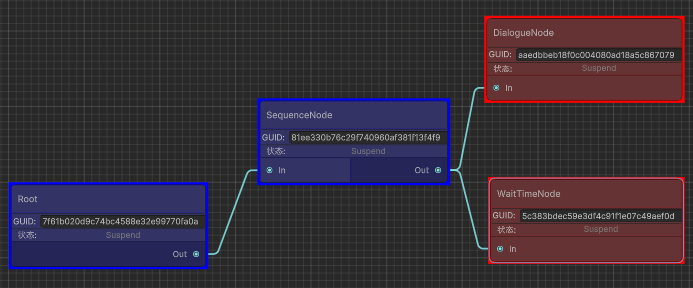 DialogueNode
GUID: aaedbbeb18f0c004080ad18a5c867079
状态: Suspend
In
SequenceNode
GUID: 81ee330b76c29f740960af381f13f4f9
状态: Suspend
In Out
WaitTimeNode
GUID: 5c383bdec59e3df4c91f1e07c49aef0d
状态: Suspend
In
Root
GUID: 7f61b020d9c74bc4588e32e99770fa0a
状态: Suspend
Out